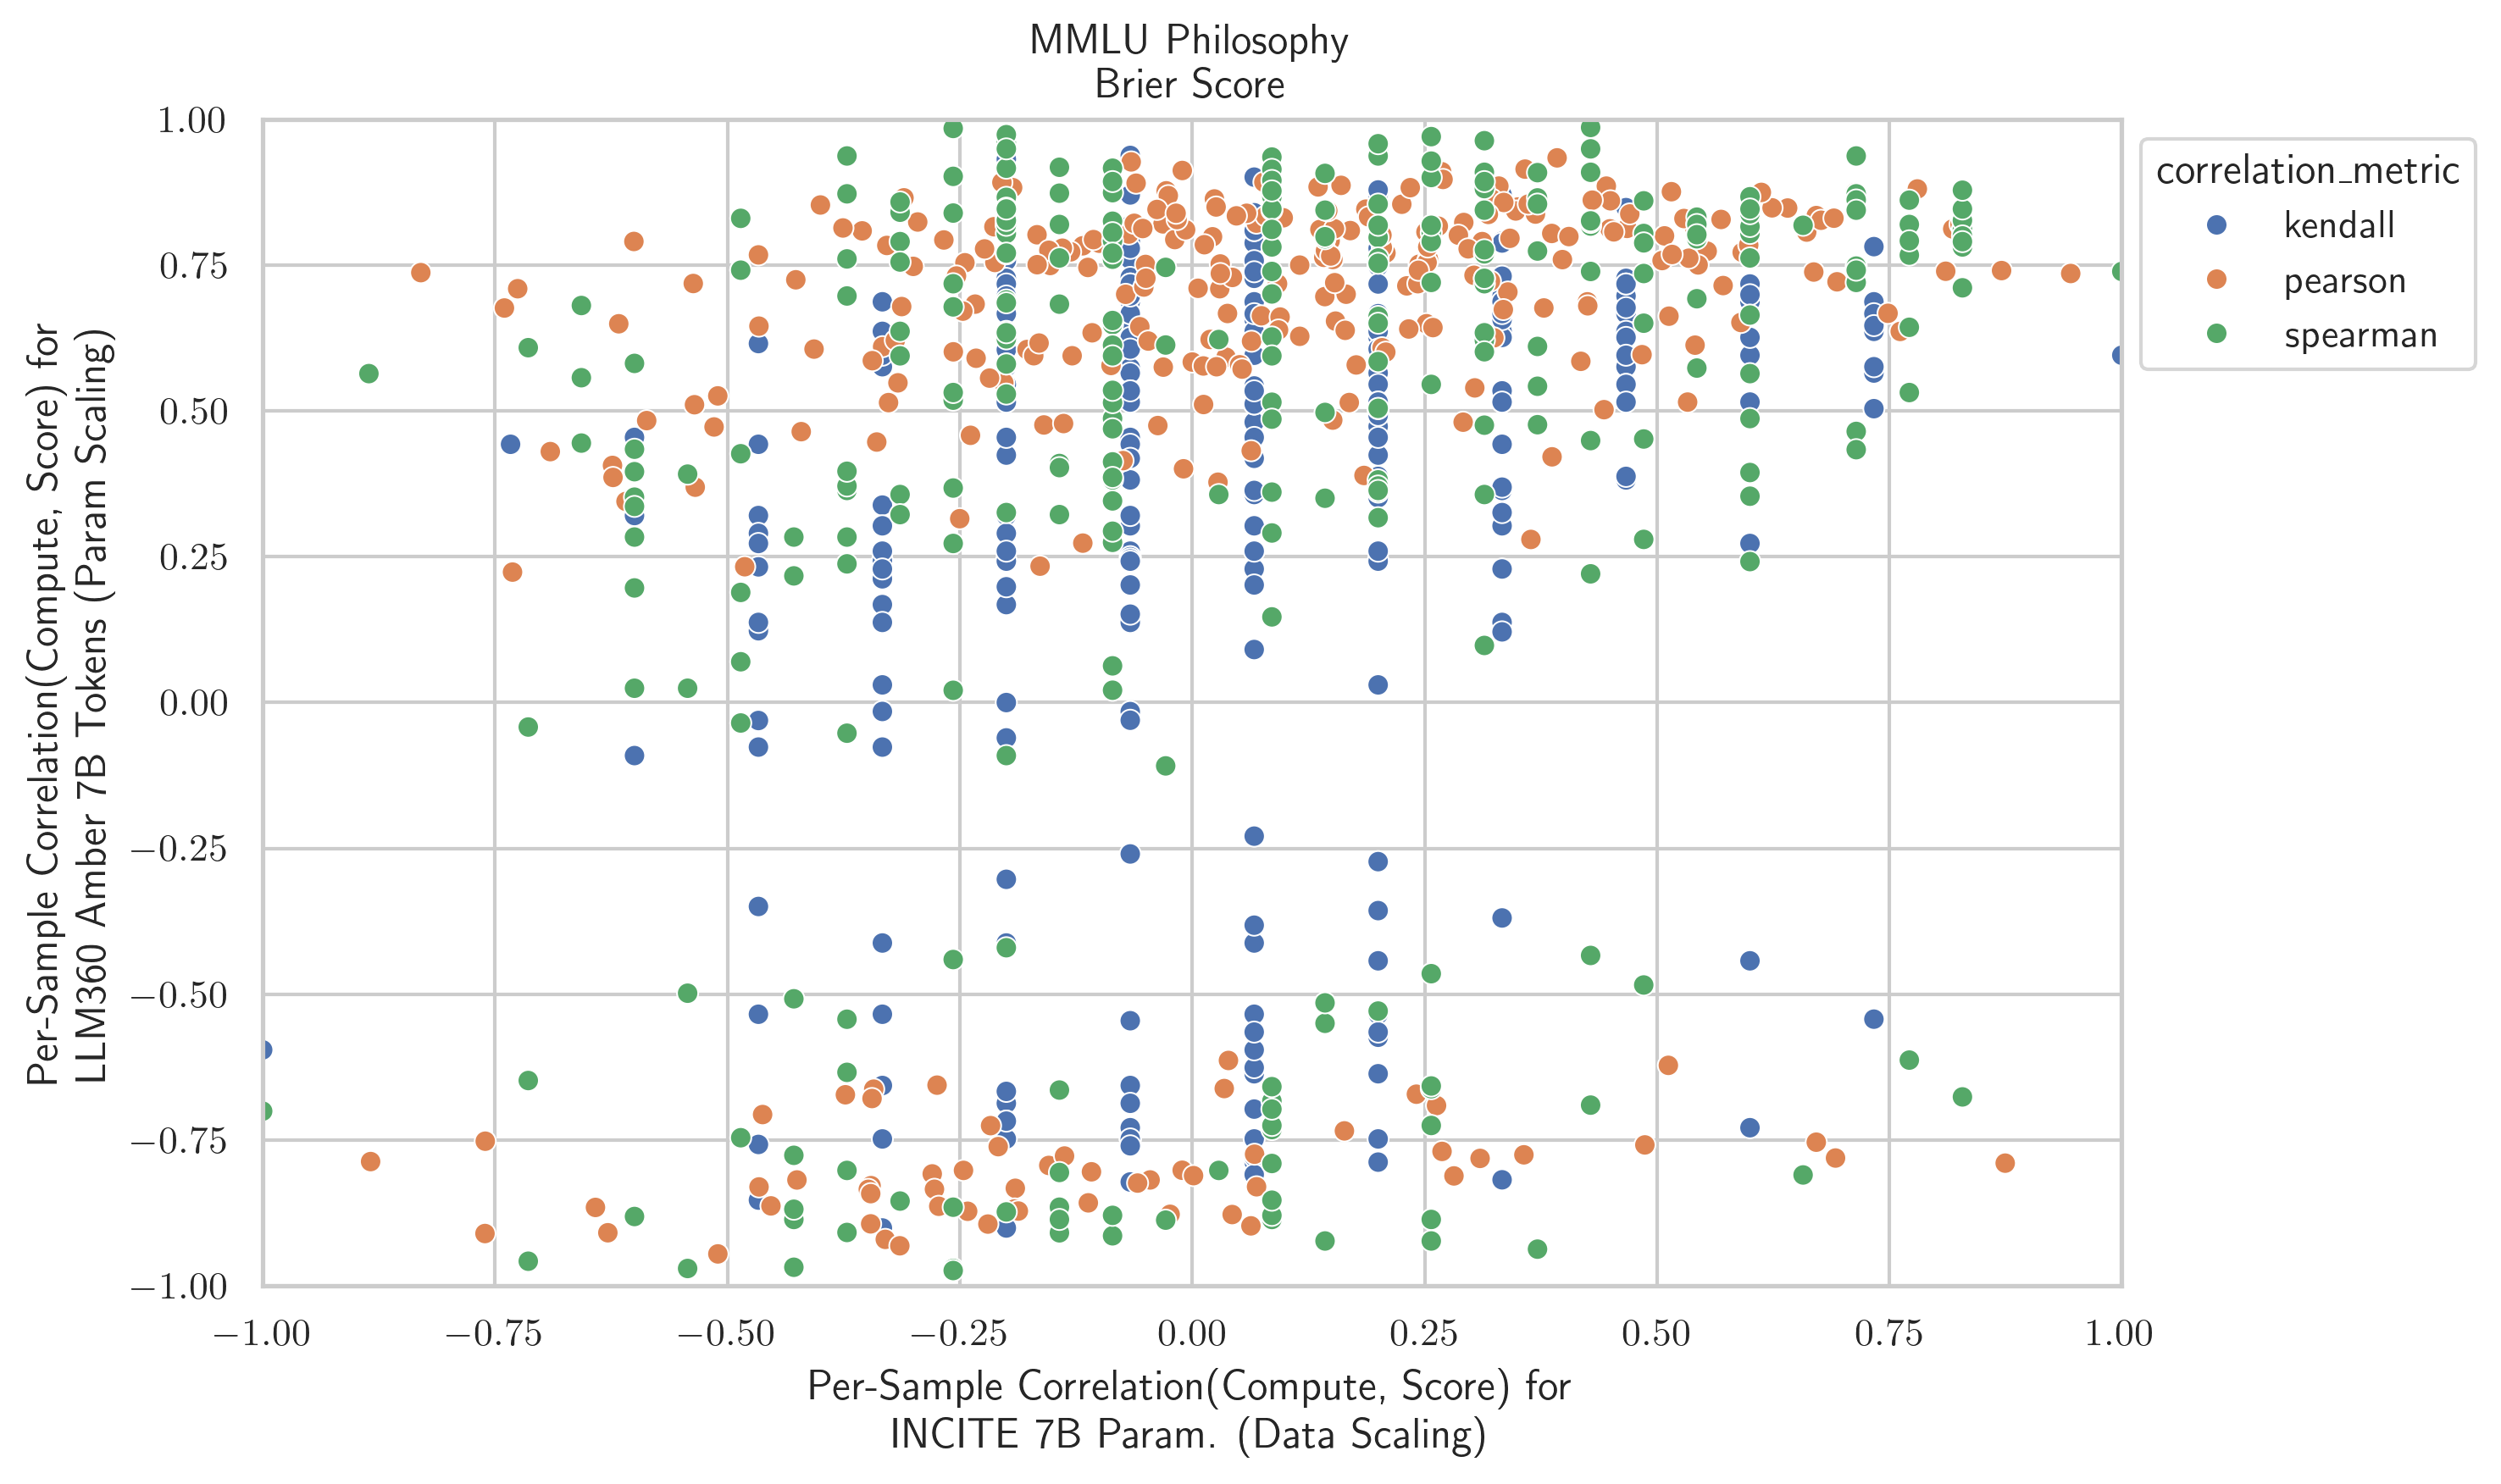 MMLU Philosophy
Brier Score
Per-Sample Correlation(Compute, Score) for
LLM360 Amber 7B Tokens (Param Scaling)
1.00
0.75
0.50
0.25
0.00
−0.25
−0.50
−0.75
−1.00
−1.00 −0.75 −0.50 −0.25 0.00 0.25 0.50 0.75 1.00
Per-Sample Correlation(Compute, Score) for
INCITE 7B Param. (Data Scaling)
correlation_metric
kendall
pearson
spearman